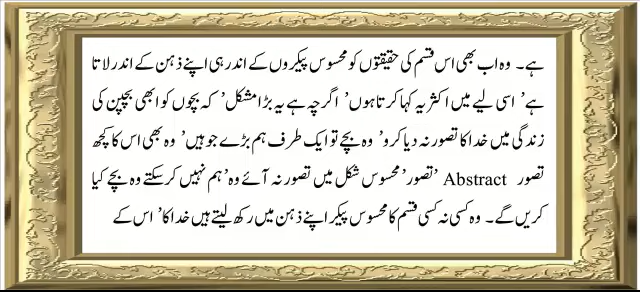 ہے۔ وہ اب بھی اس قسم کی حقیقتوں کو محسوس پیکروں کے اندر ہی اپنے ذہن کے اندر لاتا
ہے' اسی لیے میں اکثر یہ کہا کرتا ہوں' اگرچہ ہے یہ بڑا مشکل' کہ بچوں کو ابھی بچپن کی
زندگی میں خدا کا تصور نہ دیا کرو' وہ بچے تو ایک طرف ہم بڑے جو ہیں' وہ بھی اس کا کچھ
تصور Abstract 'تصور' محسوس شکل میں تصور نہ آئے وہ' ہم نہیں کر سکتے وہ بچے کیا
کریں گے۔ وہ کسی نہ کسی قسم کا محسوس پیکر اپنے ذہن میں رکھ لیتے ہیں خدا کا' اس کے